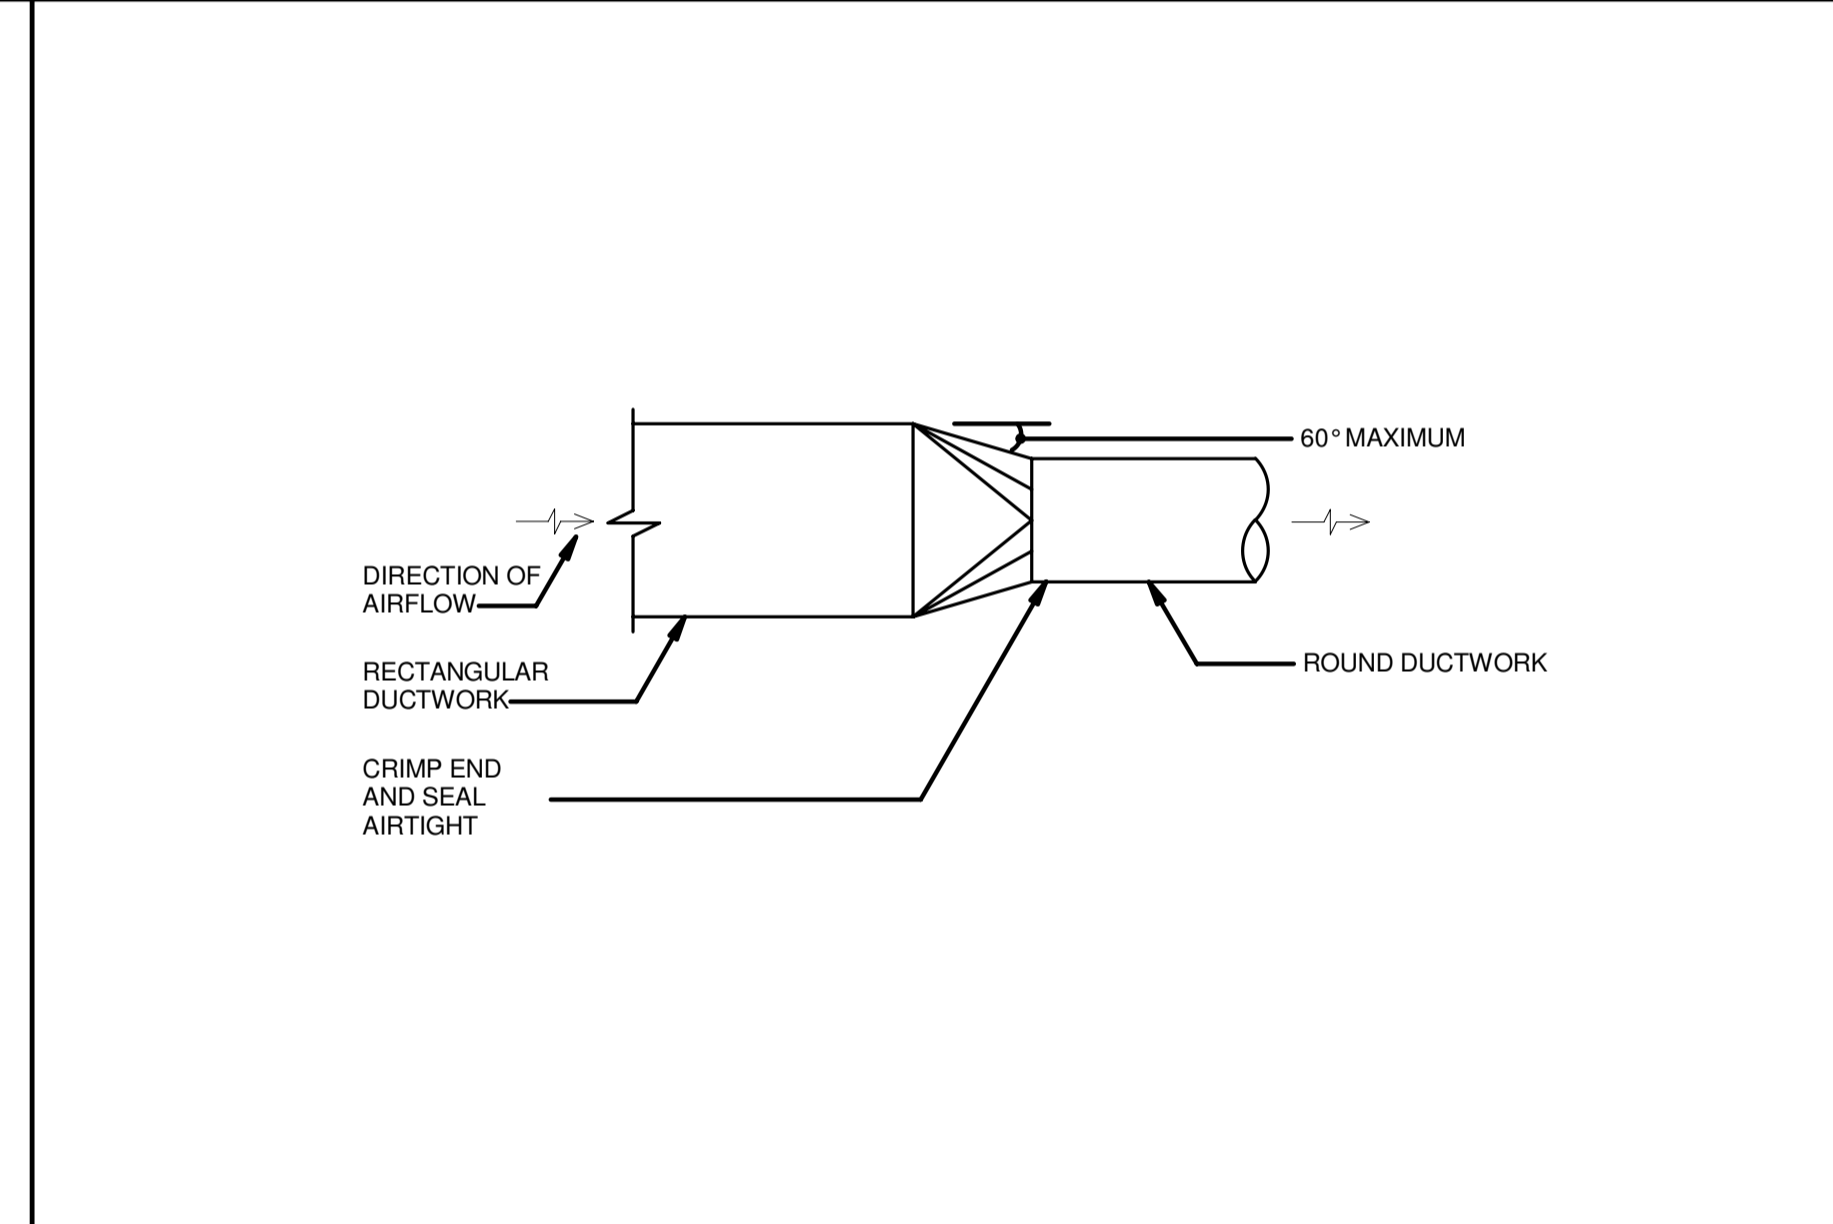 60° MAXIMUM
DIRECTION OF
AIRFLOW
RECTANGULAR
DUCTWORK
ROUND DUCTWORK
CRIMP END
AND SEAL
AIRTIGHT